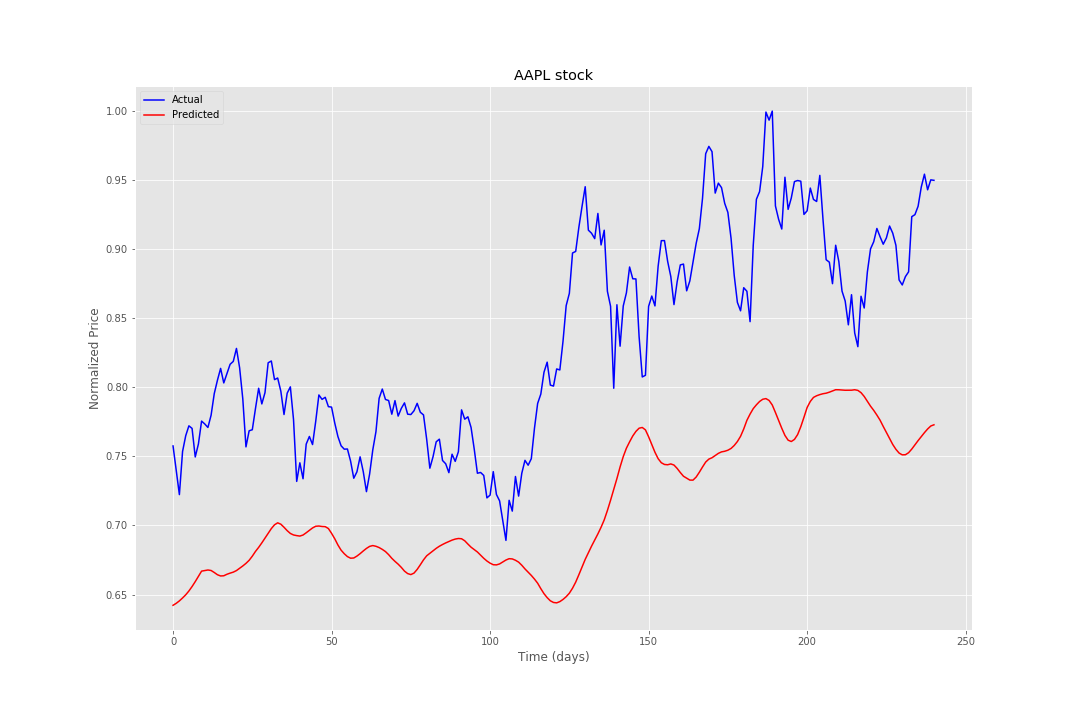 AAPL stock
Actual
Predicted
1.00
0.95
0.90
0.85
0.80
0.75
0.70
0.65
Normalized Price
0 50 100 150 200 250
Time (days)